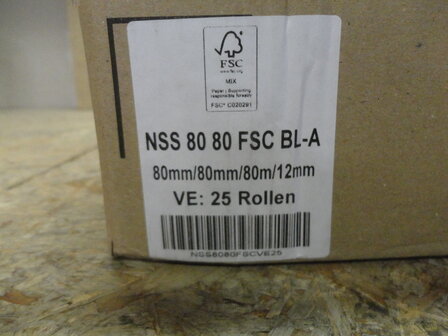 FSC
www.fsc.org
MIX
Paper | Supporting
responsible forestry
FSC® C020291
NSS 80 80 FSC BL-A
80mm/80mm/80m/12mm
VE: 25 Rollen
NSS8080FSCVE25